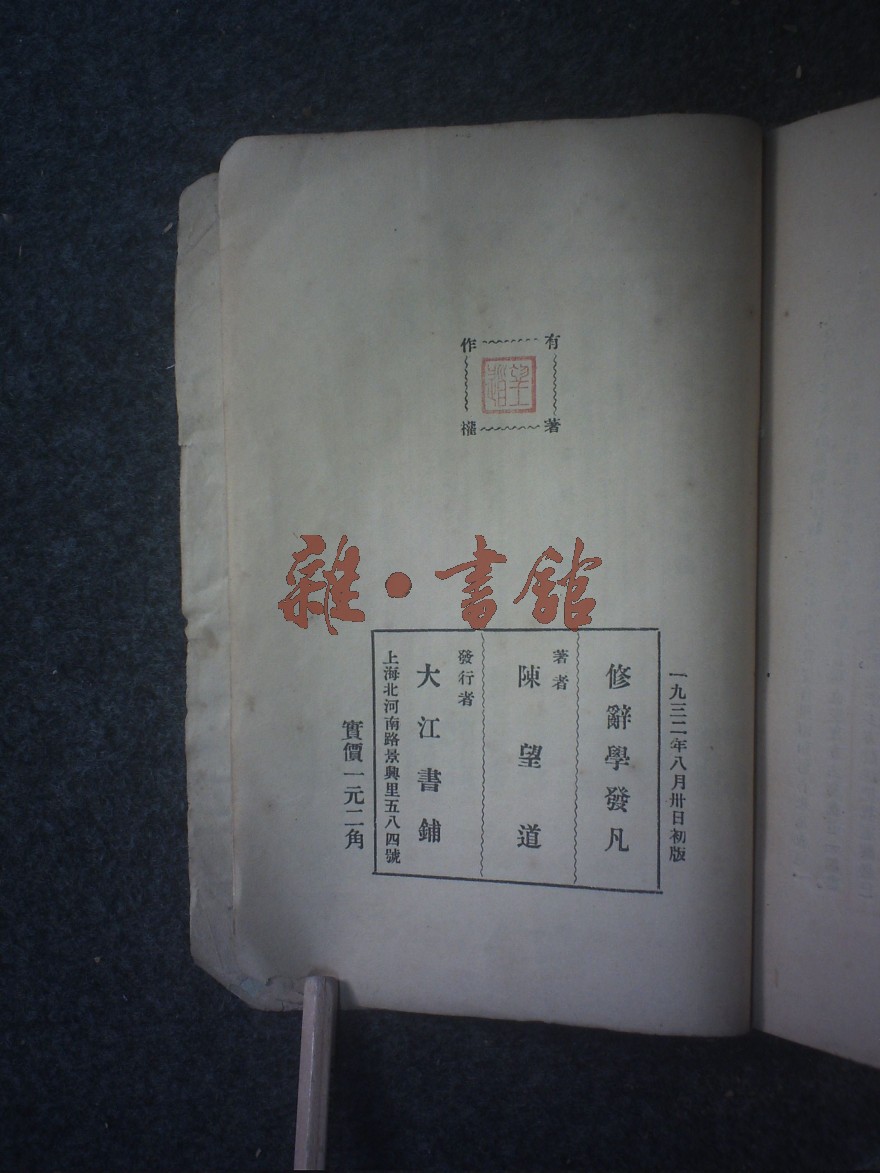 有著作權
望道
雜·書館
一九三二年八月卅日初版
修辭學發凡
著者
陳望道
發行者
大江書鋪
上海北河南路景興里五八四號
實價一元二角